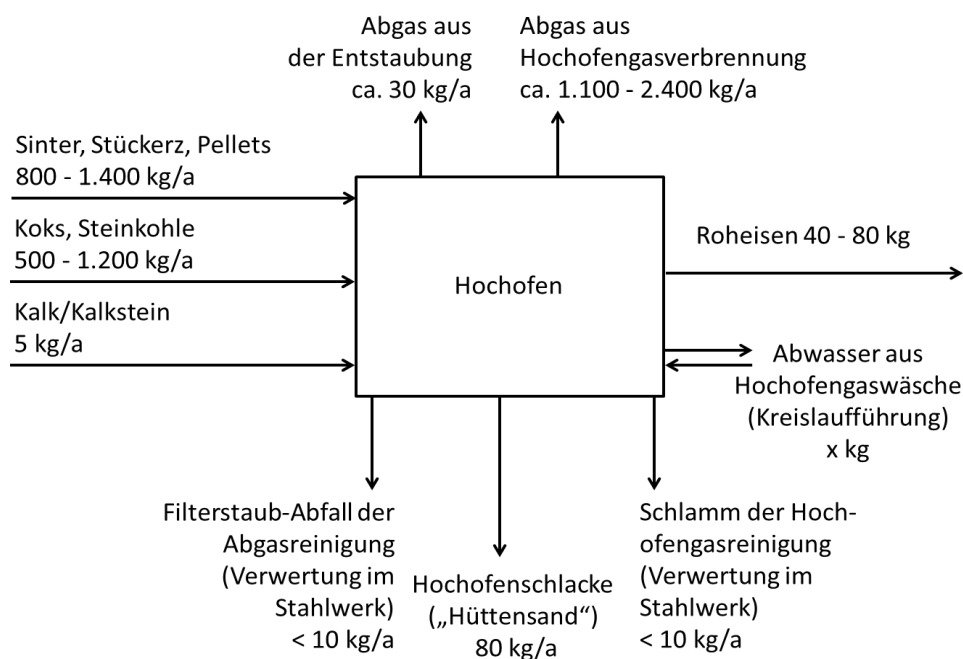 Abgas aus
der Entstaubung
ca. 30 kg/a
Abgas aus
Hochofengasverbrennung
ca. 1.100 - 2.400 kg/a
Sinter, Stückerz, Pellets
800 - 1.400 kg/a
Koks, Steinkohle
500 - 1.200 kg/a
Kalk/Kalkstein
5 kg/a
Hochofen
Roheisen 40 - 80 kg
Abwasser aus
Hochofengaswäsche
(Kreislaufführung)
x kg
Filterstaub-Abfall der
Abgasreinigung
(Verwertung im
Stahlwerk)
< 10 kg/a
Hochofenschlacke
(„Hüttensand“)
80 kg/a
Schlamm der Hoch-
ofengasreinigung
(Verwertung im
Stahlwerk)
< 10 kg/a